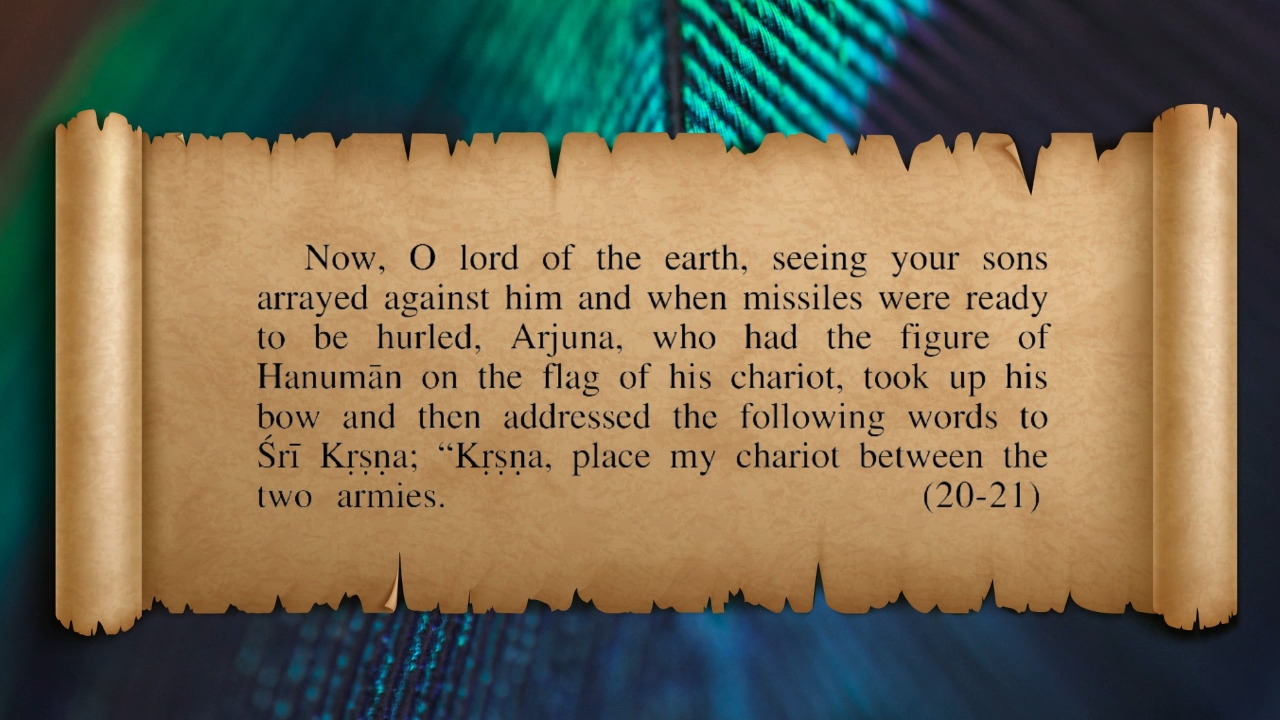 Now, O lord of the earth, seeing your sons
arrayed against him and when missiles were ready
to be hurled, Arjuna, who had the figure of
Hanumān on the flag of his chariot, took up his
bow and then addressed the following words to
Śrī Kṛṣṇa; “Kṛṣṇa, place my chariot between the
two armies. (20-21)